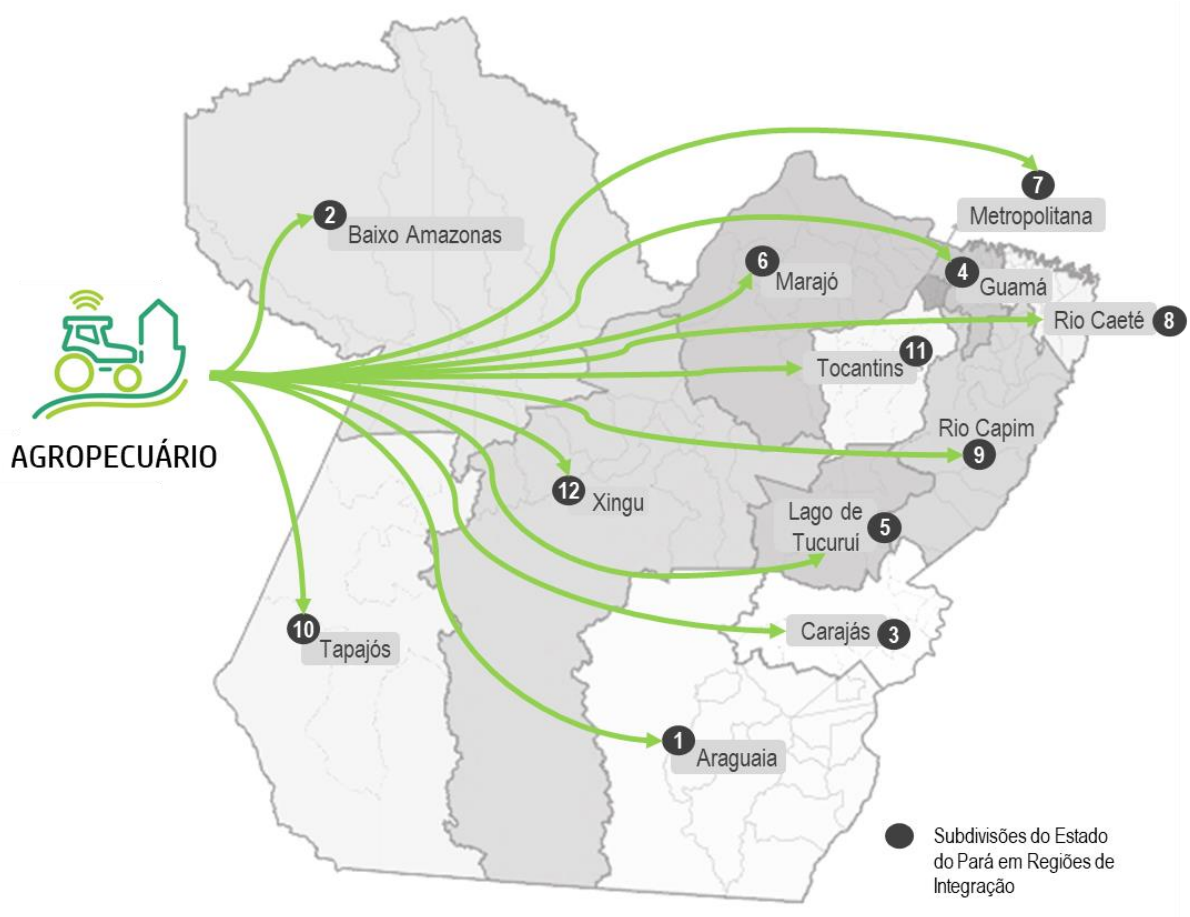 7
Metropolitana
2
Baixo Amazonas
6
Marajó
4
Guamá
Rio Caeté 8
11
Tocantins
AGROPECUÁRIO
Rio Capim
9
12
Xingu
Lago de
Tucuruí
5
10
Tapajós
Carajás 3
1
Araguaia
Subdivisões do Estado
do Pará em Regiões de
Integração